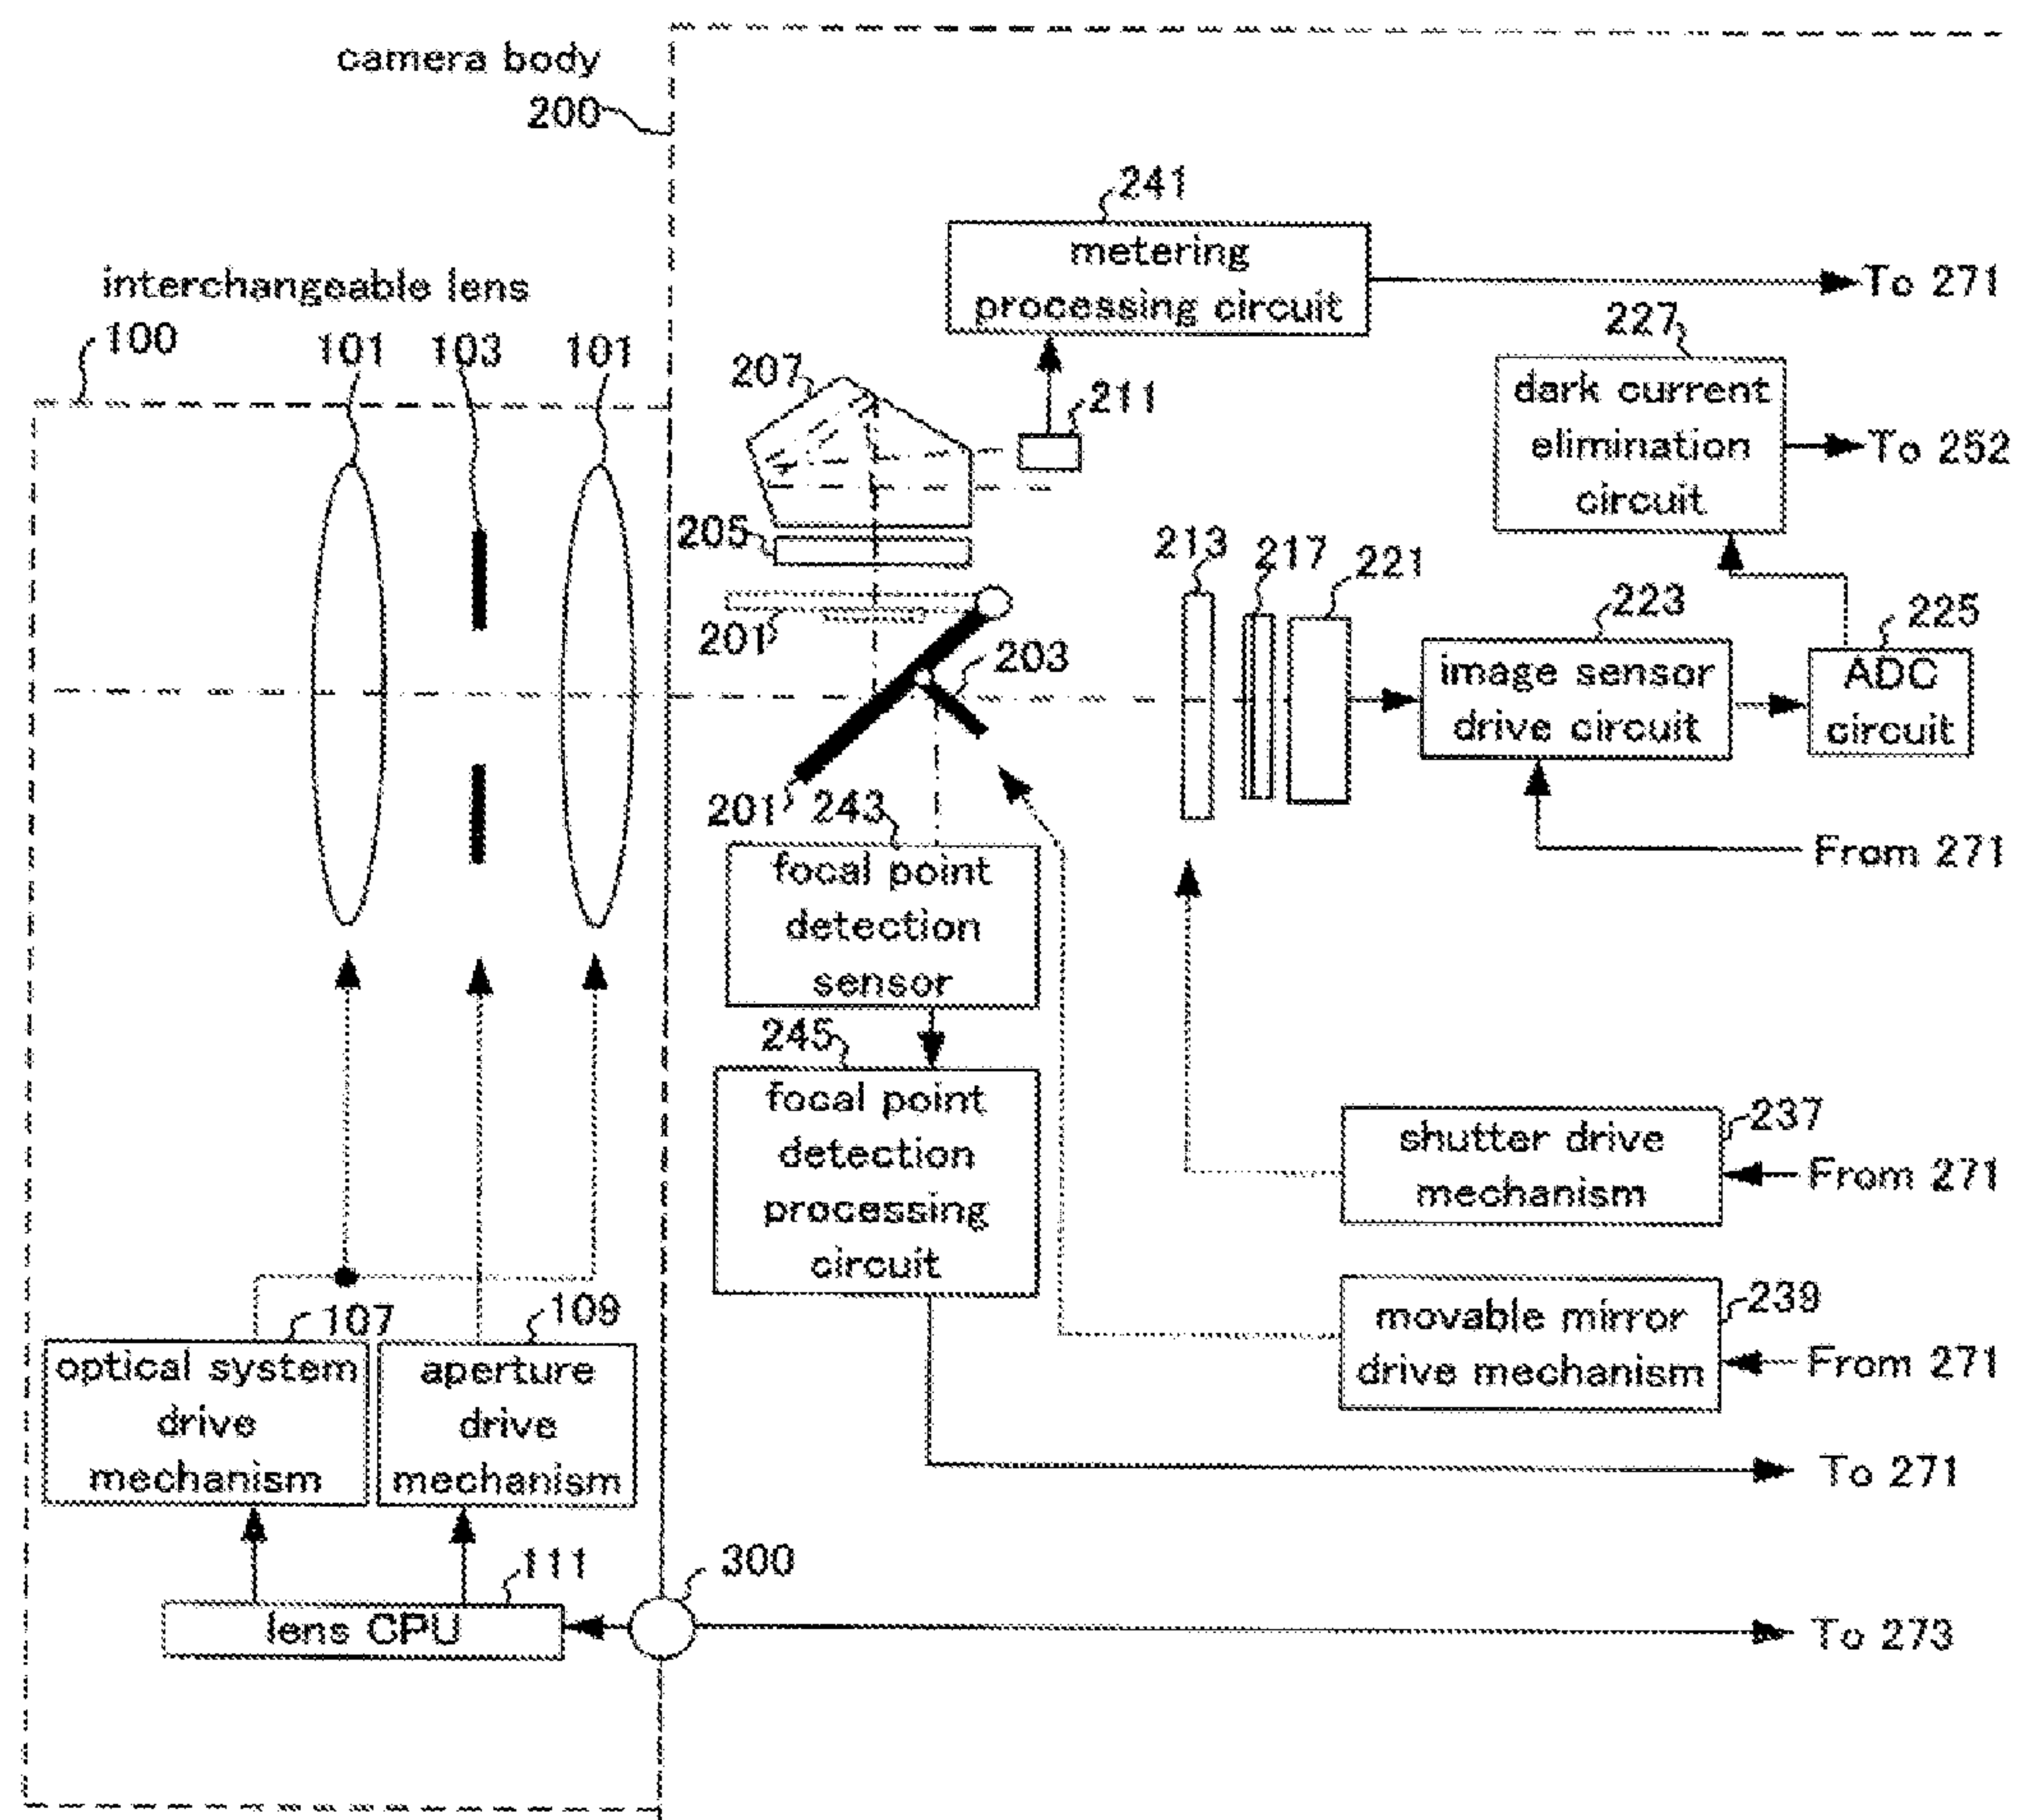 camera body
200
241
metering
processing circuit
To 271
interchangeable lens
100
101
103
101
207
211
227
dark current
elimination
circuit
To 252
205
213
217
221
223
225
201
203
image sensor
drive circuit
ADC
circuit
201
243
From 271
focal point
detection
sensor
245
focal point
detection
processing
circuit
237
shutter drive
mechanism
From 271
239
movable mirror
drive mechanism
From 271
107
109
optical system
drive
mechanism
aperture
drive
mechanism
To 271
111
lens CPU
300
To 273